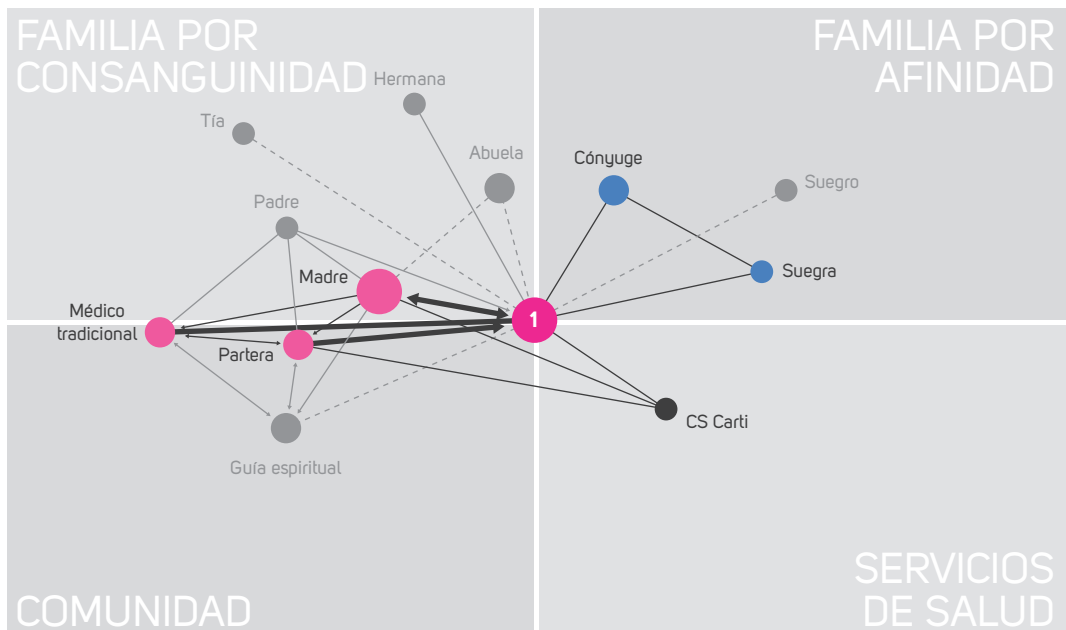 FAMILIA POR
CONSANGUINIDAD
FAMILIA POR
AFINIDAD
Hermana
Tía
Abuela
Cónyuge
Suegro
Padre
Madre
Suegra
Médico
tradicional
1
Partera
CS Carti
Guía espiritual
COMUNIDAD
SERVICIOS
DE SALUD